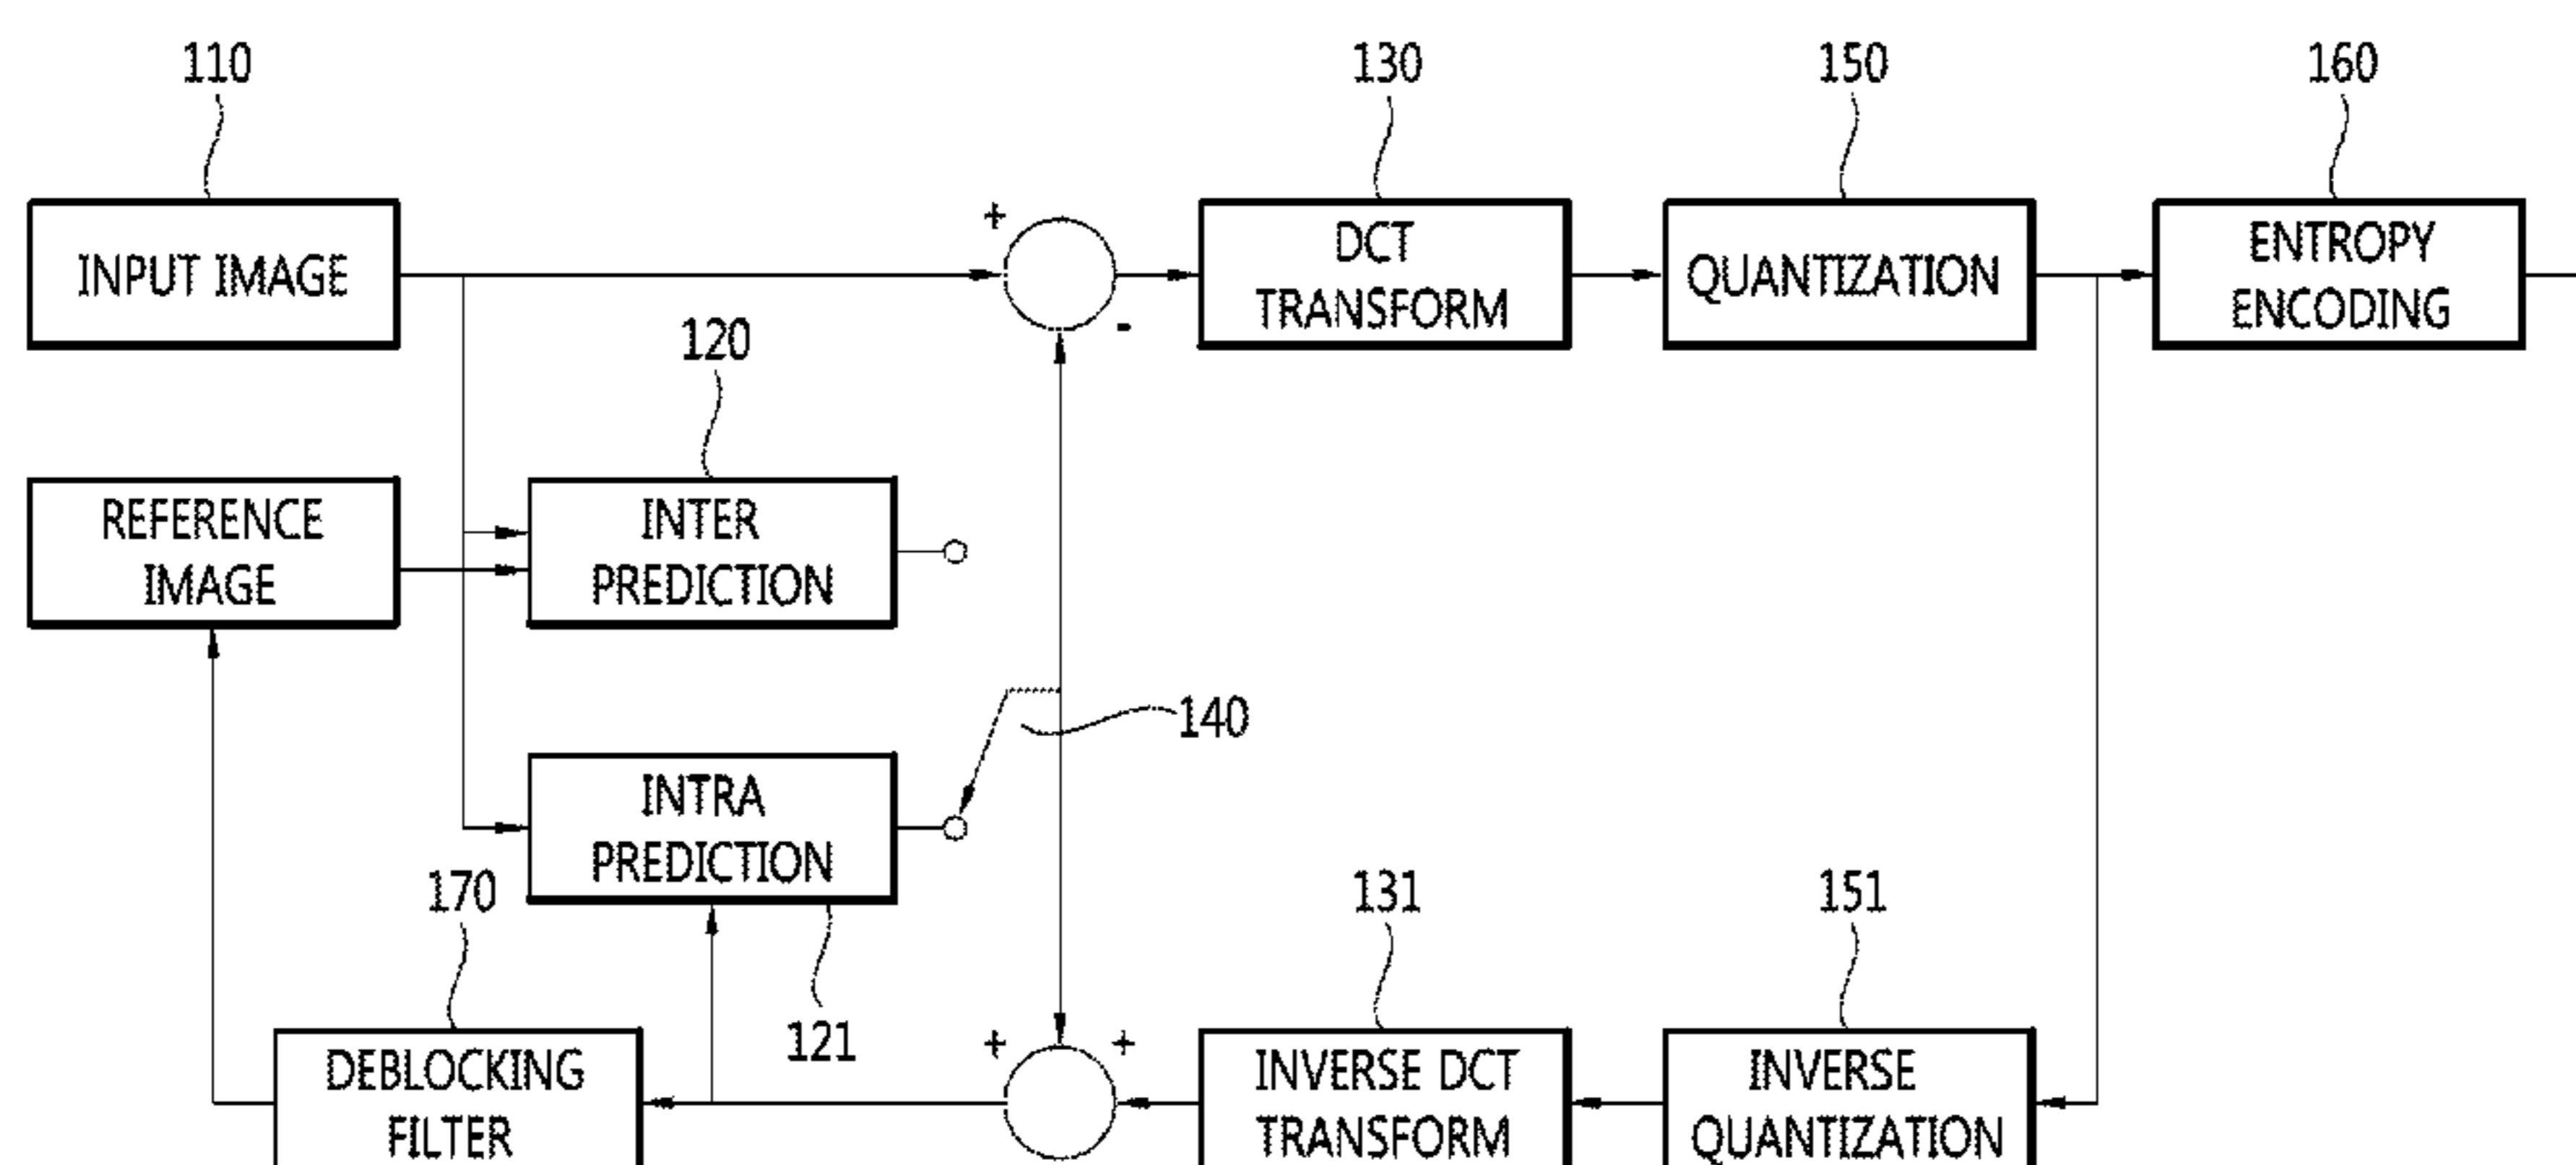 110
130
150
160
INPUT IMAGE
+
-
DCT
TRANSFORM
QUANTIZATION
ENTROPY
ENCODING
120
REFERENCE
IMAGE
INTER
PREDICTION
140
INTRA
PREDICTION
170
121
131
151
DEBLOCKING
FILTER
+
+
INVERSE DCT
TRANSFORM
INVERSE
QUANTIZATION